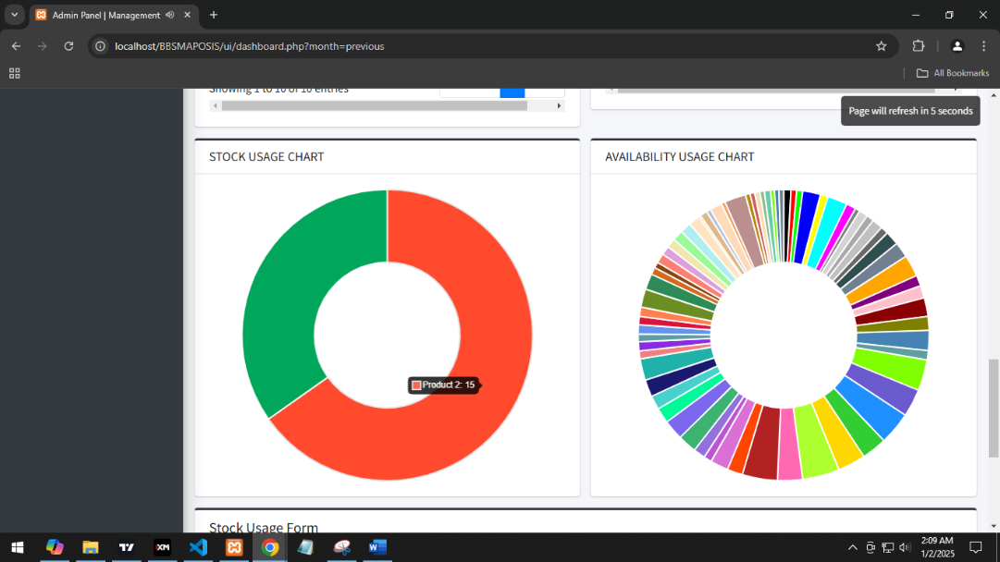 Admin Panel | Management
localhost/BBSMAPOSIS/ui/dashboard.php?month=previous
All Bookmarks
Showing 1 to 10 of 10 entries
Page will refresh in 5 seconds
STOCK USAGE CHART
AVAILABILITY USAGE CHART
Product 2: 15
Stock Usage Form
XM
2:09 AM
1/2/2025